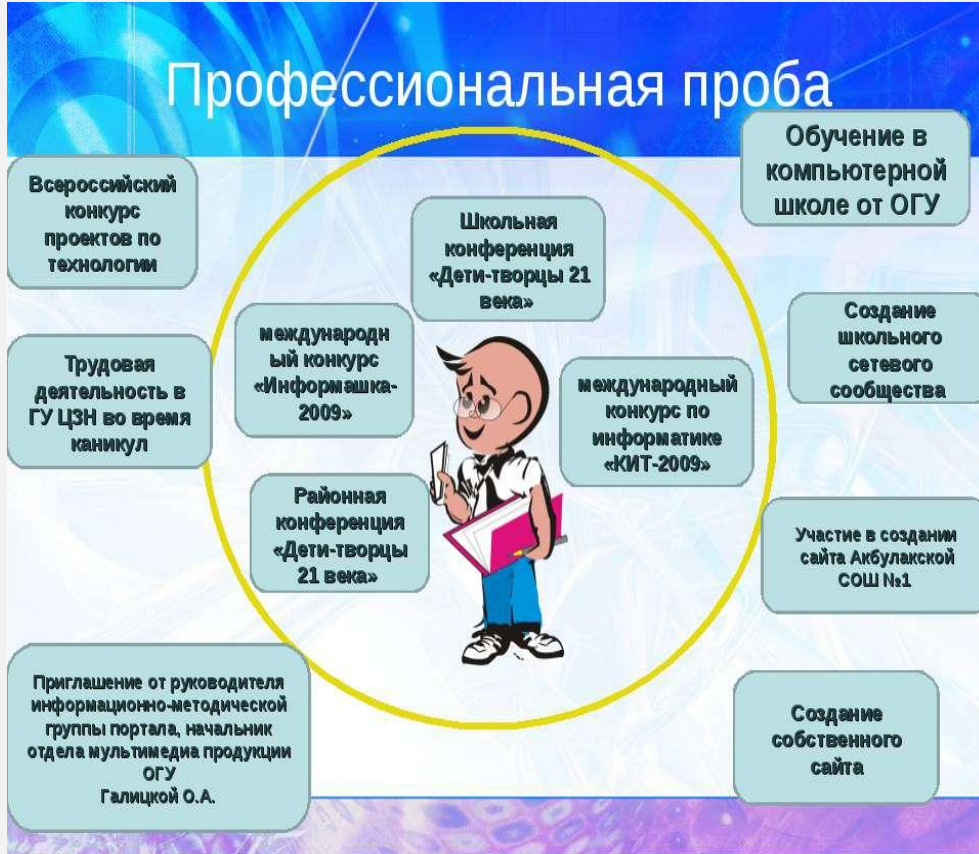 Профессиональная проба
Обучение в
компьютерной
школе от ОГУ
Всероссийский
конкурс
проектов по
технологии
Школьная
конференция
«Дети-творцы 21
века»
Создание
школьного
сетевого
сообщества
международн
ый конкурс
«Информашка-
2009»
Трудовая
деятельность в
ГУ ЦЗН во время
каникул
международный
конкурс по
информатике
«КИТ-2009»
Районная
конференция
«Дети-творцы
21 века»
Участие в создании
сайта Акбулакской
СОШ №1
Приглашение от руководителя
информационно-методической
группы портала, начальник
отдела мультимедиа продукции
ОГУ
Галицкой О.А.
Создание
собственного
сайта